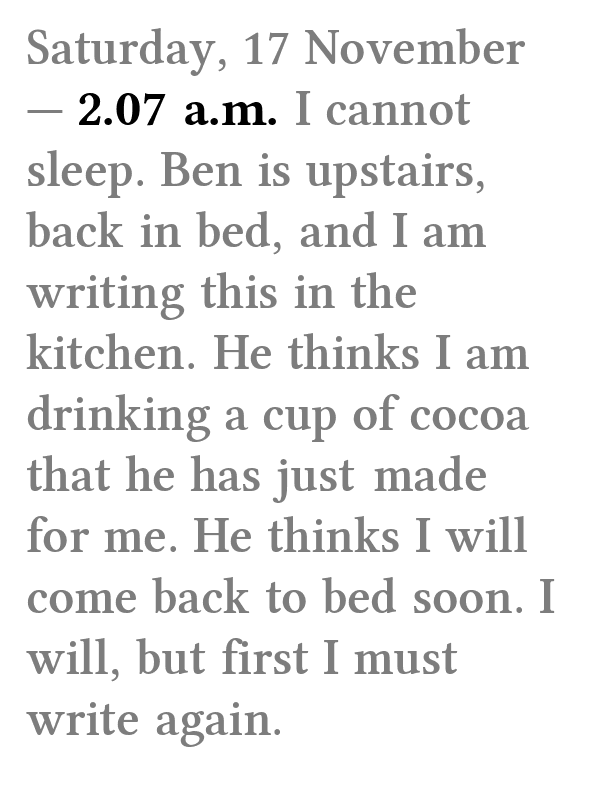 Saturday, 17 November
— 2.07 a.m. I cannot
sleep. Ben is upstairs,
back in bed, and I am
writing this in the
kitchen. He thinks I am
drinking a cup of cocoa
that he has just made
for me. He thinks I will
come back to bed soon. I
will, but first I must
write again.